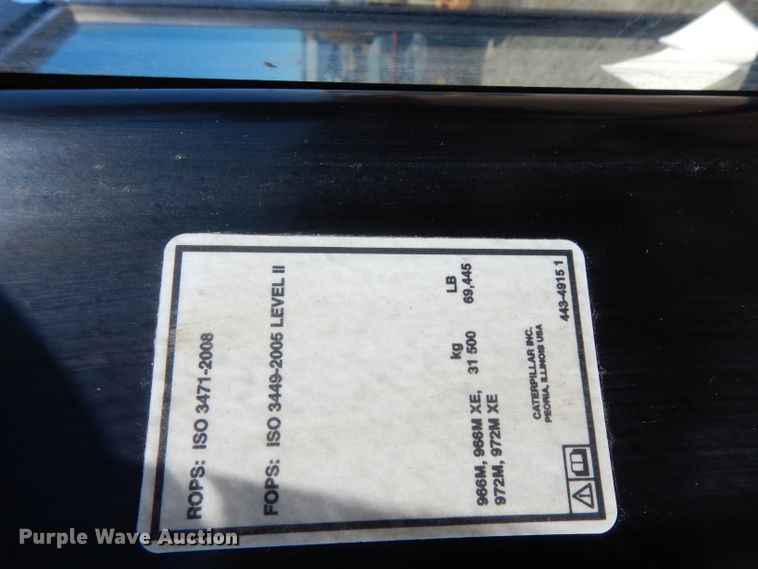 ROPS: ISO 3471-2008
FOPS: ISO 3449-2005 LEVEL II
kg LB
966M, 966M XE, 31 500 69,445
972M, 972M XE
CATERPILLAR INC.
PEORIA, ILLINOIS USA
443-4915 1
Purple Wave Auction